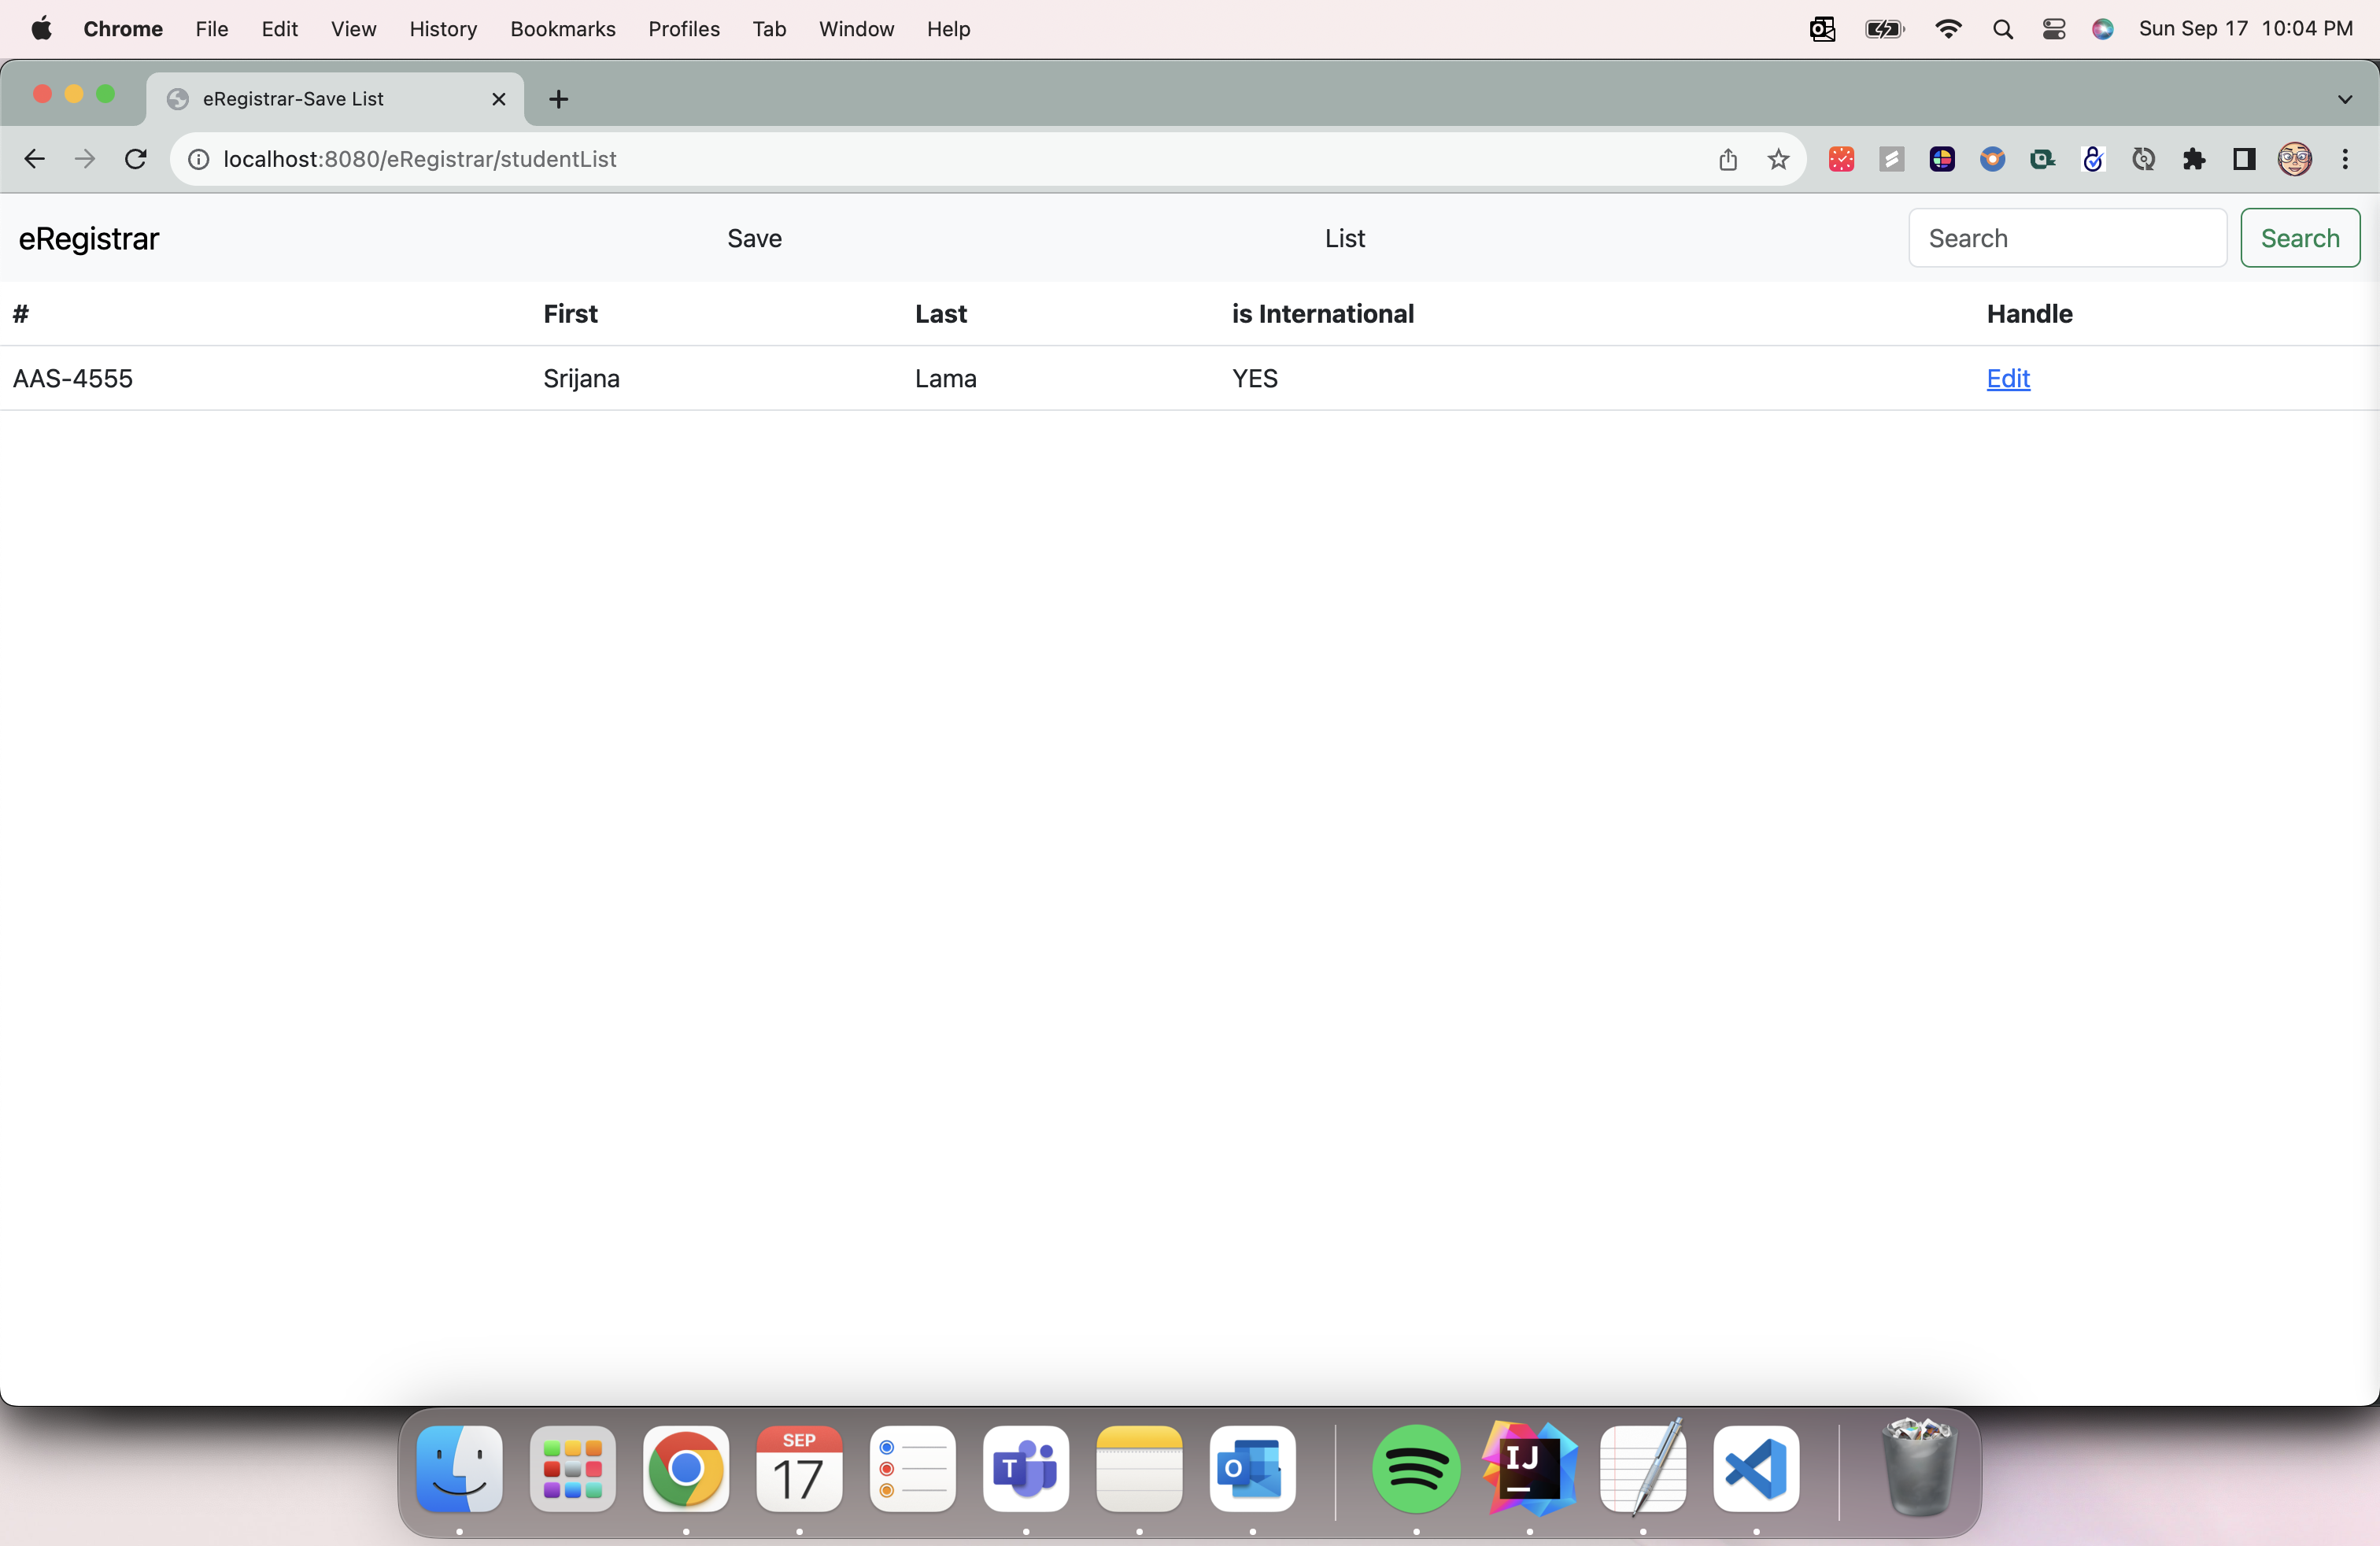 Chrome File Edit View History Bookmarks Profiles Tab Window Help Sun Sep 17 10:04 PM
eRegistrar-Save List
localhost:8080/eRegistrar/studentList
eRegistrar Save List Search Search
# First Last is International Handle
AAS-4555 Srijana Lama YES Edit
SEP
17
T
O
IJ